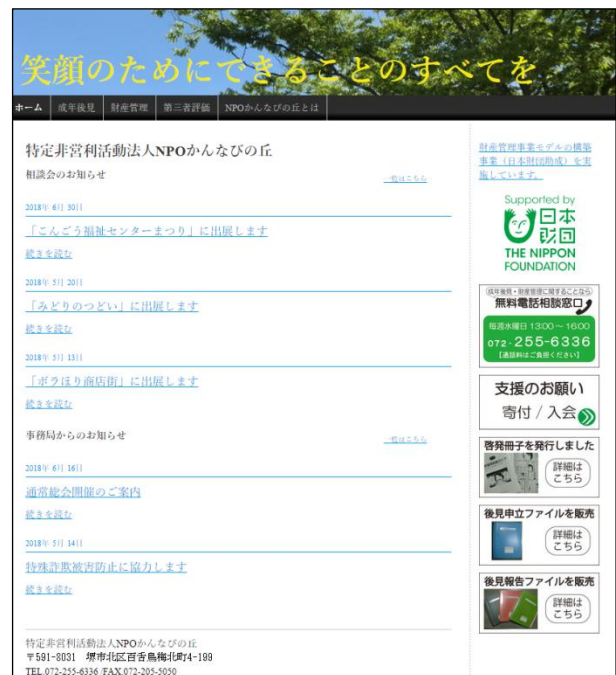 笑顔のためにできることのすべてを
ホーム 成年後見 財産管理 第三者評価 NPOかんなびの丘とは
特定非営利活動法人NPOかんなびの丘
相談会のお知らせ
一覧はこちら
2018年 6月 30日
「こんごう福祉センターまつり」に出展します
続きを読む
2018年 5月 20日
「みどりのつどい」に出展します
続きを読む
2018年 5月 13日
「ボラほり商店街」に出展します
続きを読む
事務局からのお知らせ
一覧はこちら
2018年 6月 16日
通常総会開催のご案内
続きを読む
2018年 5月 14日
特殊詐欺被害防止に協力します
続きを読む
特定非営利活動法人NPOかんなびの丘
〒591-8031 堺市北区百舌鳥梅北町4-199
TEL.072-255-6336 /FAX.072-205-5050
財産管理事業モデルの構築
事業（日本財団助成）を実
施しています。
Supported by
日本
財団
THE NIPPON
FOUNDATION
（成年後見・財産管理に関することなら）
無料電話相談窓口
毎週水曜日 13:00～16:00
072-255-6336
【通話料はご負担ください】
支援のお願い
寄付 / 入会
啓発冊子を発行しました
詳細は
こちら
後見申立ファイルを販売
詳細は
こちら
後見報告ファイルを販売
詳細は
こちら